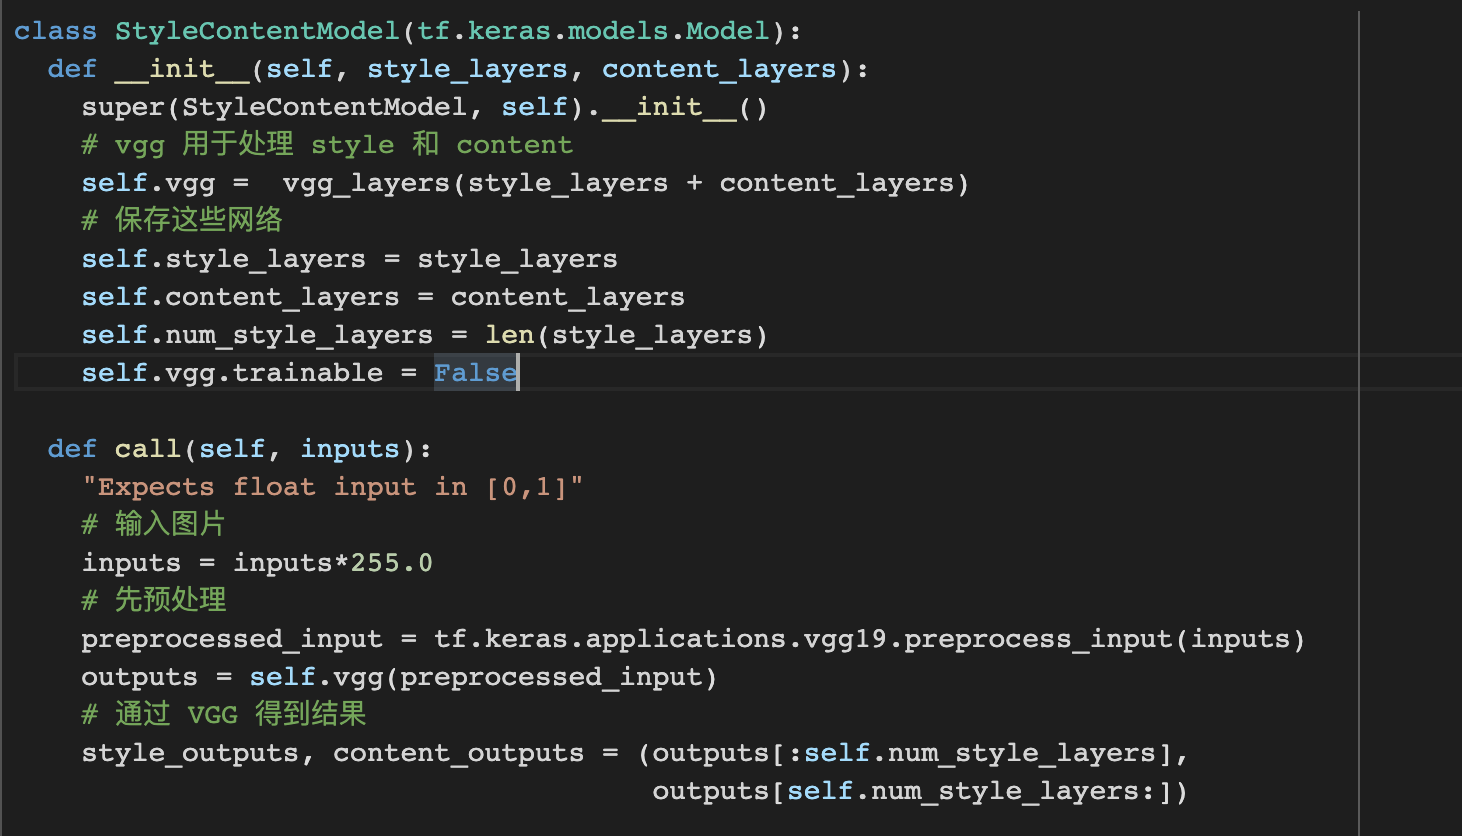 class StyleContentModel(tf.keras.models.Model):
  def __init__(self, style_layers, content_layers):
    super(StyleContentModel, self).__init__()
    # vgg 用于处理 style 和 content
    self.vgg =  vgg_layers(style_layers + content_layers)
    # 保存这些网络
    self.style_layers = style_layers
    self.content_layers = content_layers
    self.num_style_layers = len(style_layers)
    self.vgg.trainable = False

  def call(self, inputs):
    "Expects float input in [0,1]"
    # 输入图片
    inputs = inputs*255.0
    # 先预处理
    preprocessed_input = tf.keras.applications.vgg19.preprocess_input(inputs)
    outputs = self.vgg(preprocessed_input)
    # 通过 VGG 得到结果
    style_outputs, content_outputs = (outputs[:self.num_style_layers],
                                      outputs[self.num_style_layers:])